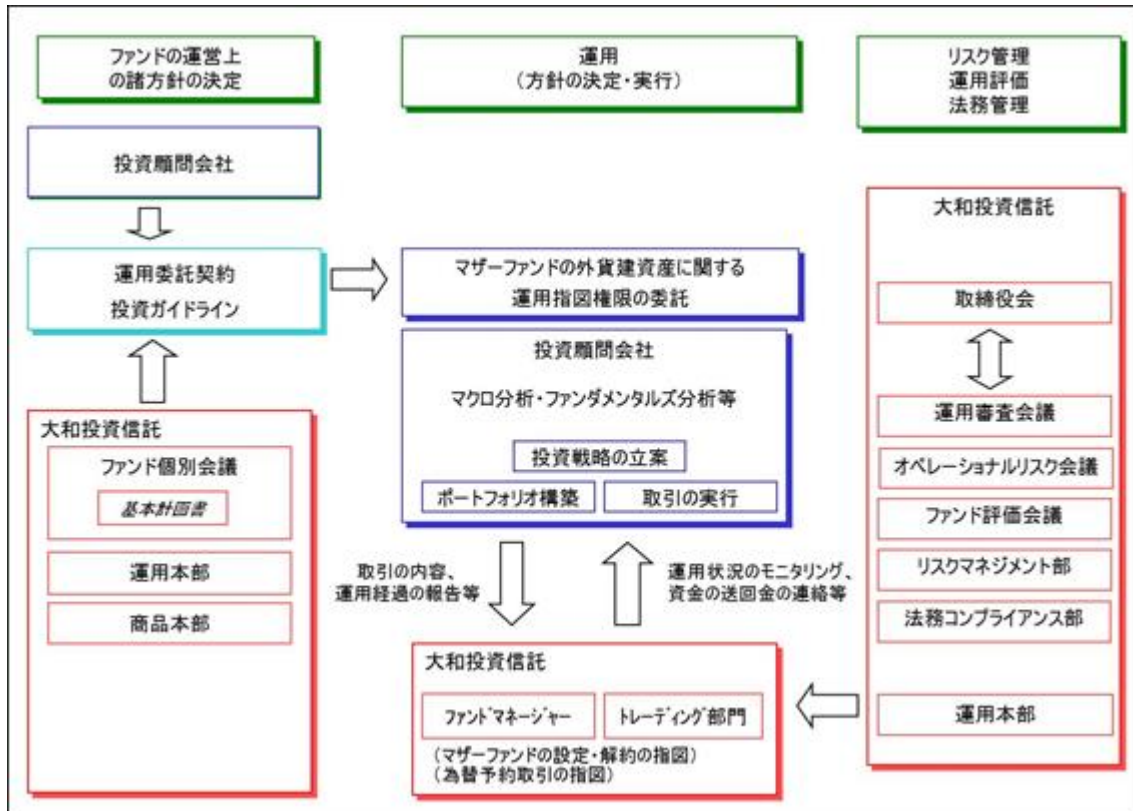 ファンドの運営上
の諸方針の決定
運用
(方針の決定・実行)
リスク管理
運用評価
法務管理
投資顧問会社
運用委託契約
投資ガイドライン
マザーファンドの外貨建資産に関する
運用指図権限の委託
投資顧問会社
マクロ分析・ファンダメンタルズ分析等
投資戦略の立案
ポートフォリオ構築
取引の実行
大和投資信託
ファンド個別会議
基本計画書
運用本部
商品本部
取引の内容、
運用経過の報告等
運用状況のモニタリング、
資金の送回金の連絡等
大和投資信託
ファンドマネージャー
トレーディング部門
(マザーファンドの設定・解約の指図)
(為替予約取引の指図)
大和投資信託
取締役会
運用審査会議
オペレーショナルリスク会議
ファンド評価会議
リスクマネジメント部
法務コンプライアンス部
運用本部